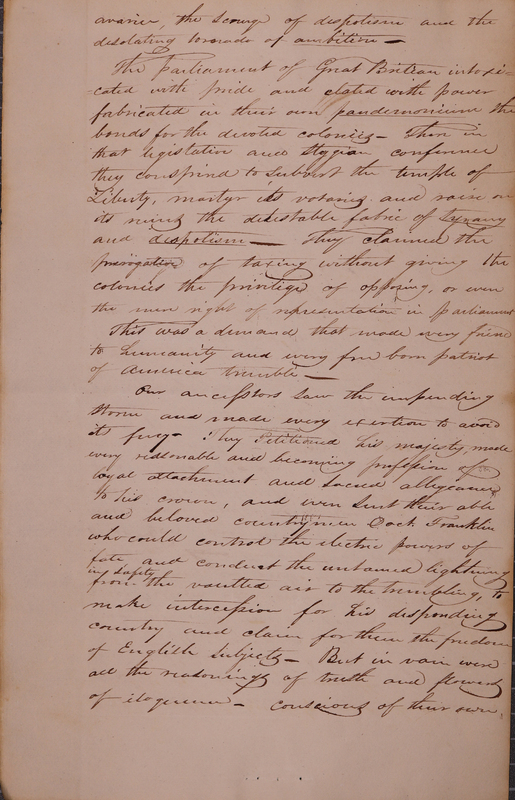 avarice, the scourge of despotism and the
desolating tornado of ambition —
The Parliament of Great Britian intoxi-
-cated with pride and elated with power
fabricated in their own pandemonium the
bonds for the devoted colonies — Then in
that legislative and stygian conference
they conspired to subvert the temple of
Liberty, martyr its votaries and raise on
its ruins the detestable fabric of tyranny
and despotism — They claimed the
of taxing without giving the
colonies the privilige of opposing, or even
the mere right of representation in parliament
This was a demand that made every friend
to humanity and every free born patriot
of America tremble —
Our ancesstors saw the impending
storm and made every exertion to avoid
its fury — They Petitioned his majesty, made
every reasonable and becoming profession of
loyal attachment and sacred allegiance
to his crown, and even sent their able
and beloved countrymen Doct Franklin
who could control the electric powers of
fate and conduct the untamed lightning
in safety
from the vaulted air to the trembling, to
make intercession for his desponding
country and claim for them the freedom
of English Subjects — But in vain were
all the reasonings of truth and flowers
of eloquence — conscious of their own